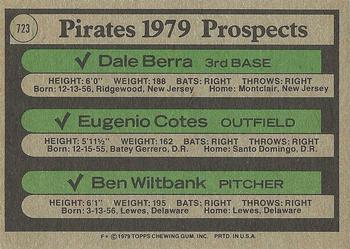 723
Pirates 1979 Prospects
Dale Berra 3rd BASE
HEIGHT: 6'0" WEIGHT: 188 BATS: RIGHT THROWS: RIGHT
Born: 12-13-56, Ridgewood, New Jersey Home: Montclair, New Jersey
Eugenio Cotes OUTFIELD
HEIGHT: 5'11½" WEIGHT: 162 BATS: RIGHT THROWS: RIGHT
Born: 12-15-55, Batey Gerrero, D.R. Home: Santo Domingo, D.R.
Ben Wiltbank PITCHER
HEIGHT: 6'1" WEIGHT: 195 BATS: RIGHT THROWS: RIGHT
Born: 3-13-56, Lewes, Delaware Home: Lewes, Delaware
F* © 1979 TOPPS CHEWING GUM, INC. PRTD. IN U.S.A.